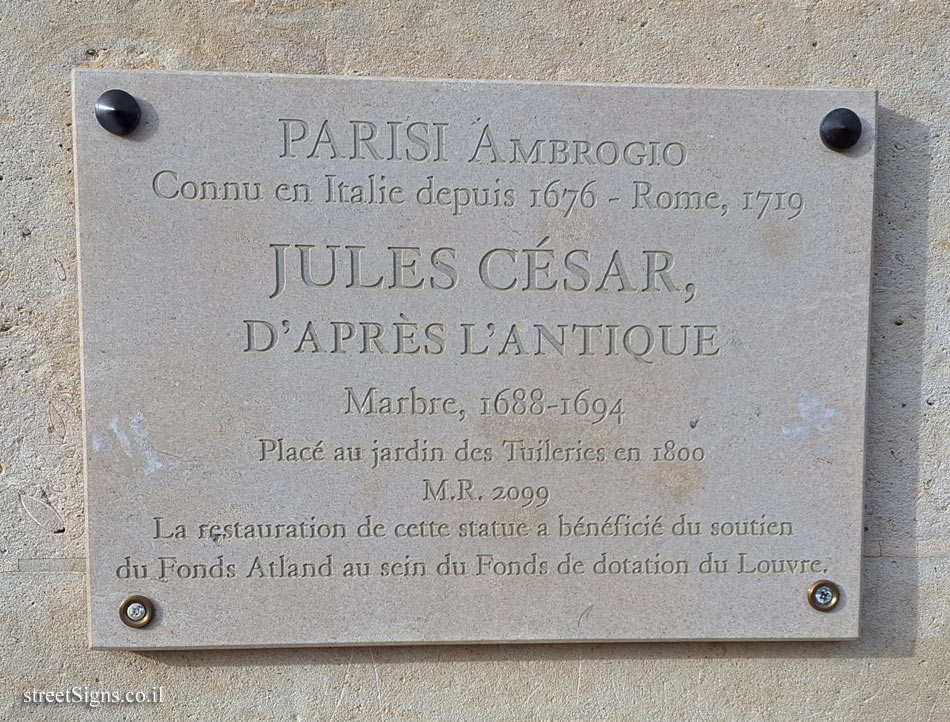 PARISI AMBROGIO
Connu en Italie depuis 1676 - Rome, 1719
JULES CÉSAR,
D'APRÈS L'ANTIQUE
Marbre, 1688-1694
Placé au jardin des Tuileries en 1800
M.R. 2099
La restauration de cette statue a bénéficié du soutien
du Fonds Atland au sein du Fonds de dotation du Louvre.
streetSigns.co.il